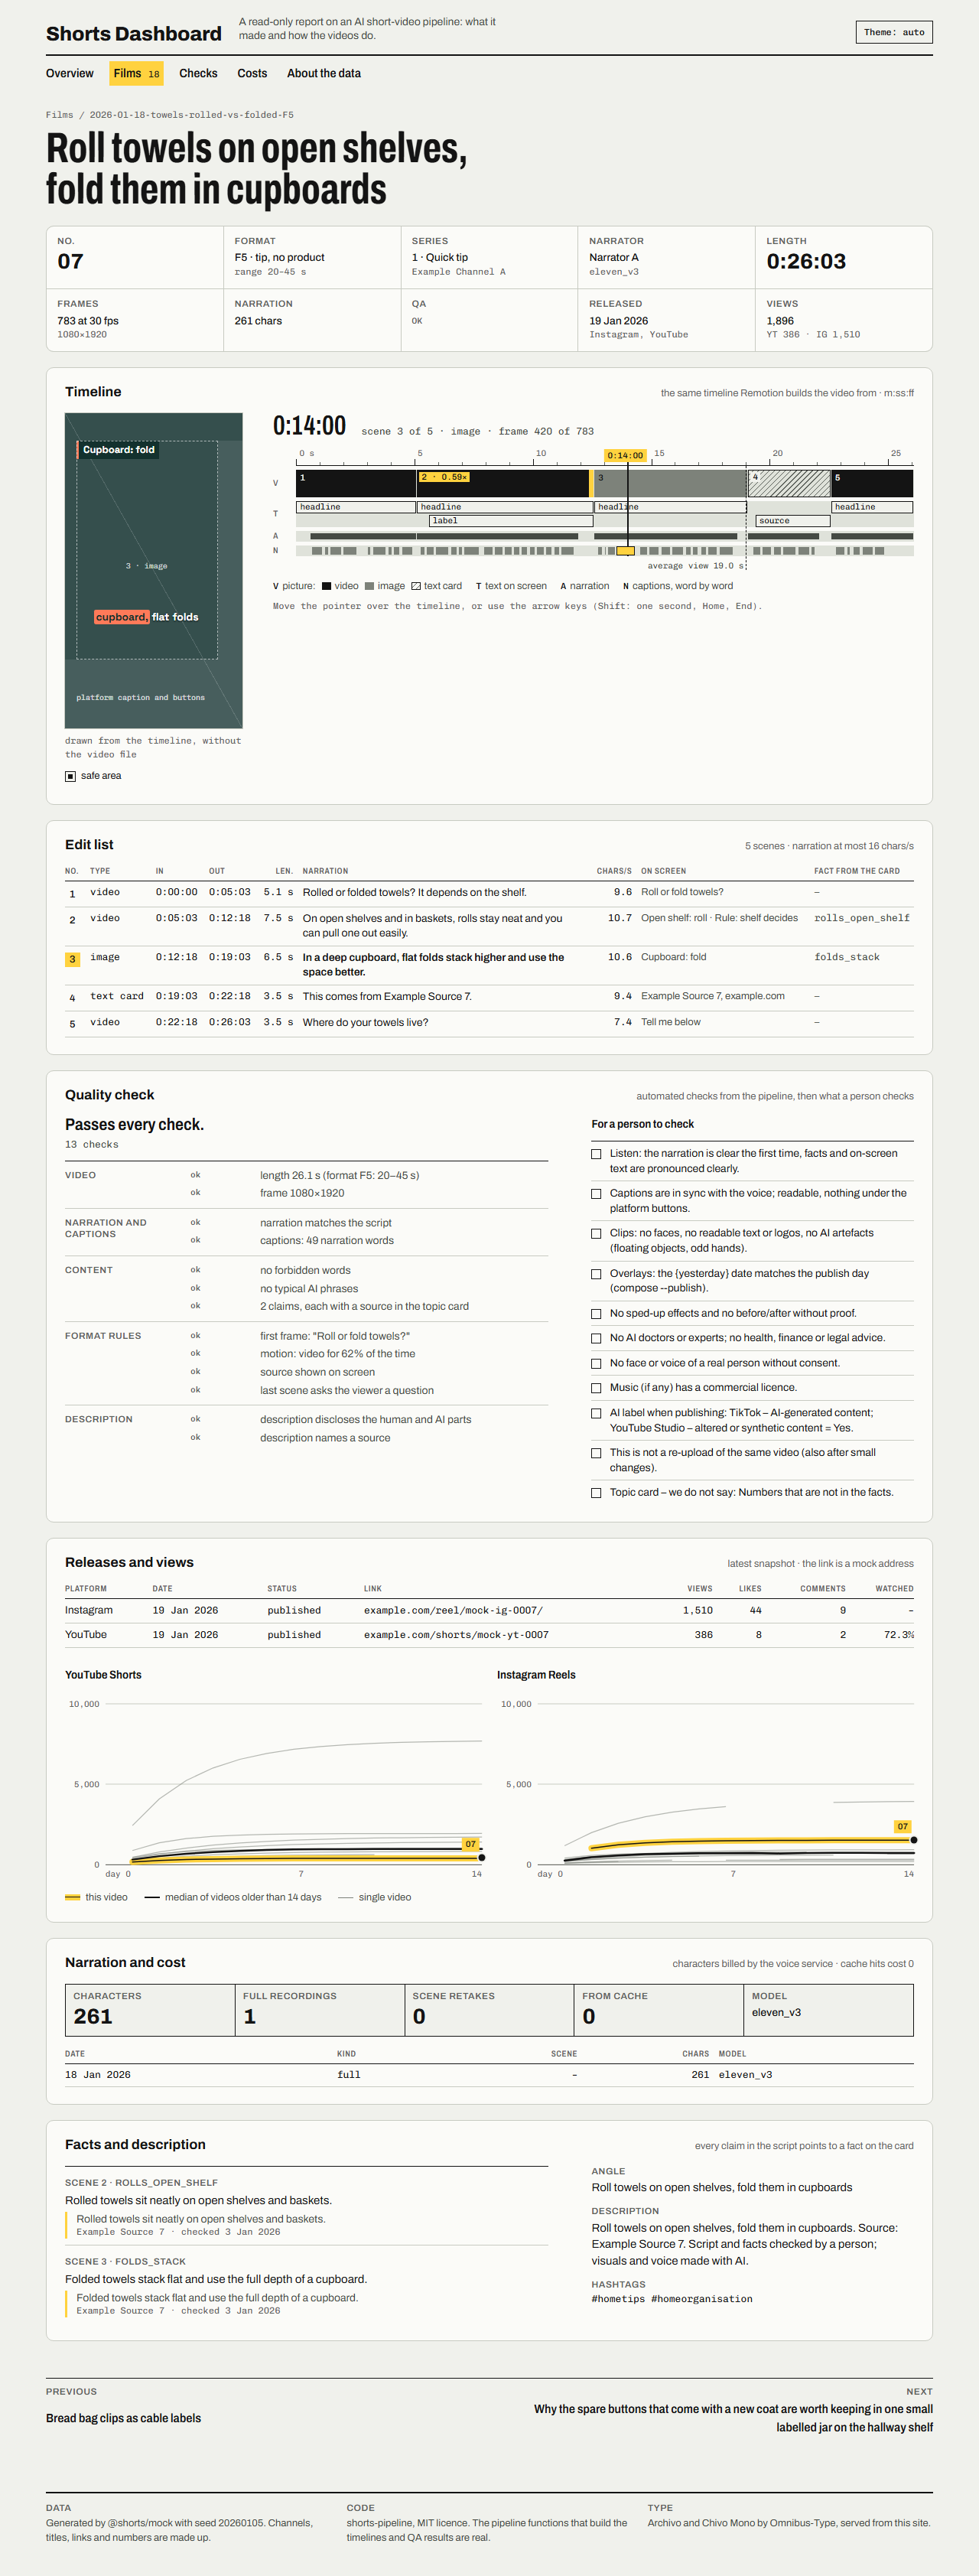 Shorts Dashboard
A read-only report on an AI short-video pipeline: what it
made and how the videos do.
Theme: auto
Overview
Films 18
Checks
Costs
About the data
Films / 2026-01-18-towels-rolled-vs-folded-F5
Roll towels on open shelves,
fold them in cupboards
NO.
07
FORMAT
F5 · tip, no product
range 20–45 s
SERIES
1 · Quick tip
Example Channel A
NARRATOR
Narrator A
eleven_v3
LENGTH
0:26:03
FRAMES
783 at 30 fps
1080×1920
NARRATION
261 chars
QA
OK
RELEASED
19 Jan 2026
Instagram, YouTube
VIEWS
1,896
YT 386 · IG 1,510
Timeline
the same timeline Remotion builds the video from · m:ss:ff
Cupboard: fold
3 · image
cupboard, flat folds
platform caption and buttons
drawn from the timeline, without
the video file
safe area
0:14:00 scene 3 of 5 · image · frame 420 of 783
0 s 5 10 0:14:00 15 20 25
V 1 2 · 0.59× 3 4 5
T headline headline headline headline
label source
A
N
average view 19.0 s
V picture: video image text card T text on screen A narration N captions, word by word
Move the pointer over the timeline, or use the arrow keys (Shift: one second, Home, End).
Edit list
5 scenes · narration at most 16 chars/s
NO. TYPE IN OUT LEN. NARRATION CHARS/S ON SCREEN FACT FROM THE CARD
1 video 0:00:00 0:05:03 5.1 s Rolled or folded towels? It depends on the shelf. 9.6 Roll or fold towels? –
2 video 0:05:03 0:12:18 7.5 s On open shelves and in baskets, rolls stay neat and you 10.7 Open shelf: roll · Rule: shelf decides rolls_open_shelf
can pull one out easily.
3 image 0:12:18 0:19:03 6.5 s In a deep cupboard, flat folds stack higher and use the 10.6 Cupboard: fold folds_stack
space better.
4 text card 0:19:03 0:22:18 3.5 s This comes from Example Source 7. 9.4 Example Source 7, example.com –
5 video 0:22:18 0:26:03 3.5 s Where do your towels live? 7.4 Tell me below –
Quality check
automated checks from the pipeline, then what a person checks
Passes every check.
13 checks
VIDEO ok length 26.1 s (format F5: 20–45 s)
ok frame 1080×1920
NARRATION AND
CAPTIONS
ok narration matches the script
ok captions: 49 narration words
CONTENT ok no forbidden words
ok no typical AI phrases
ok 2 claims, each with a source in the topic card
FORMAT RULES ok first frame: "Roll or fold towels?"
ok motion: video for 62% of the time
ok source shown on screen
ok last scene asks the viewer a question
DESCRIPTION ok description discloses the human and AI parts
ok description names a source
For a person to check
Listen: the narration is clear the first time, facts and on-screen
text are pronounced clearly.
Captions are in sync with the voice; readable, nothing under the
platform buttons.
Clips: no faces, no readable text or logos, no AI artefacts
(floating objects, odd hands).
Overlays: the {yesterday} date matches the publish day
(compose --publish).
No sped-up effects and no before/after without proof.
No AI doctors or experts; no health, finance or legal advice.
No face or voice of a real person without consent.
Music (if any) has a commercial licence.
AI label when publishing: TikTok – AI-generated content;
YouTube Studio – altered or synthetic content = Yes.
This is not a re-upload of the same video (also after small
changes).
Topic card – we do not say: Numbers that are not in the facts.
Releases and views
latest snapshot · the link is a mock address
PLATFORM DATE STATUS LINK VIEWS LIKES COMMENTS WATCHED
Instagram 19 Jan 2026 published example.com/reel/mock-ig-0007/ 1,510 44 9 –
YouTube 19 Jan 2026 published example.com/shorts/mock-yt-0007 386 8 2 72.3%
YouTube Shorts
10,000
5,000
07
0
day 0 7 14
Instagram Reels
10,000
5,000
07
0
day 0 7 14
this video median of videos older than 14 days single video
Narration and cost
characters billed by the voice service · cache hits cost 0
CHARACTERS
261
FULL RECORDINGS
1
SCENE RETAKES
0
FROM CACHE
0
MODEL
eleven_v3
DATE KIND SCENE CHARS MODEL
18 Jan 2026 full – 261 eleven_v3
Facts and description
every claim in the script points to a fact on the card
SCENE 2 · ROLLS_OPEN_SHELF
Rolled towels sit neatly on open shelves and baskets.
Rolled towels sit neatly on open shelves and baskets.
Example Source 7 · checked 3 Jan 2026
SCENE 3 · FOLDS_STACK
Folded towels stack flat and use the full depth of a cupboard.
Folded towels stack flat and use the full depth of a cupboard.
Example Source 7 · checked 3 Jan 2026
ANGLE
Roll towels on open shelves, fold them in cupboards
DESCRIPTION
Roll towels on open shelves, fold them in cupboards. Source:
Example Source 7. Script and facts checked by a person;
visuals and voice made with AI.
HASHTAGS
#hometips #homeorganisation
PREVIOUS
Bread bag clips as cable labels
NEXT
Why the spare buttons that come with a new coat are worth keeping in one small
labelled jar on the hallway shelf
DATA
Generated by @shorts/mock with seed 20260105. Channels,
titles, links and numbers are made up.
CODE
shorts-pipeline, MIT licence. The pipeline functions that build the
timelines and QA results are real.
TYPE
Archivo and Chivo Mono by Omnibus-Type, served from this site.